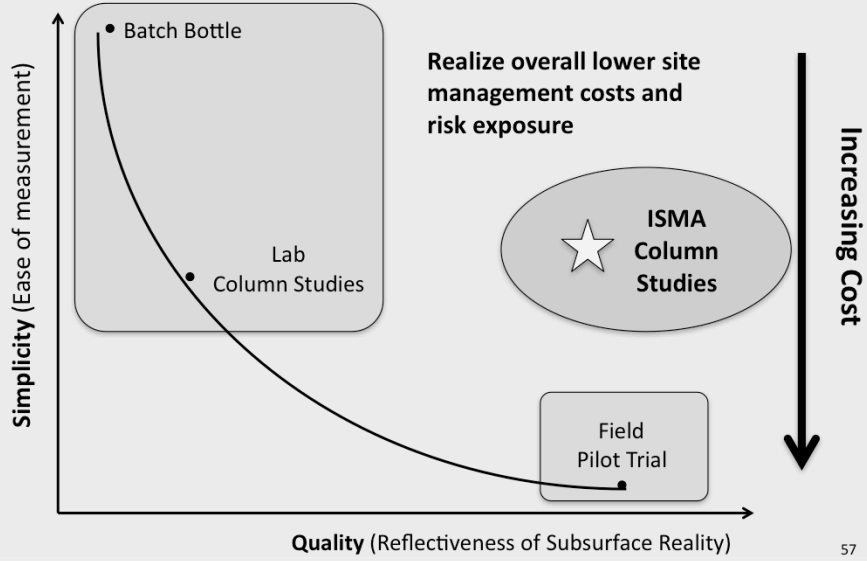 Batch Bottle
Realize overall lower site
management costs and
risk exposure
Simplicity (Ease of measurement)
Lab
Column Studies
ISMA
Column
Studies
Increasing Cost
Field
Pilot Trial
Quality (Reflectiveness of Subsurface Reality)
57